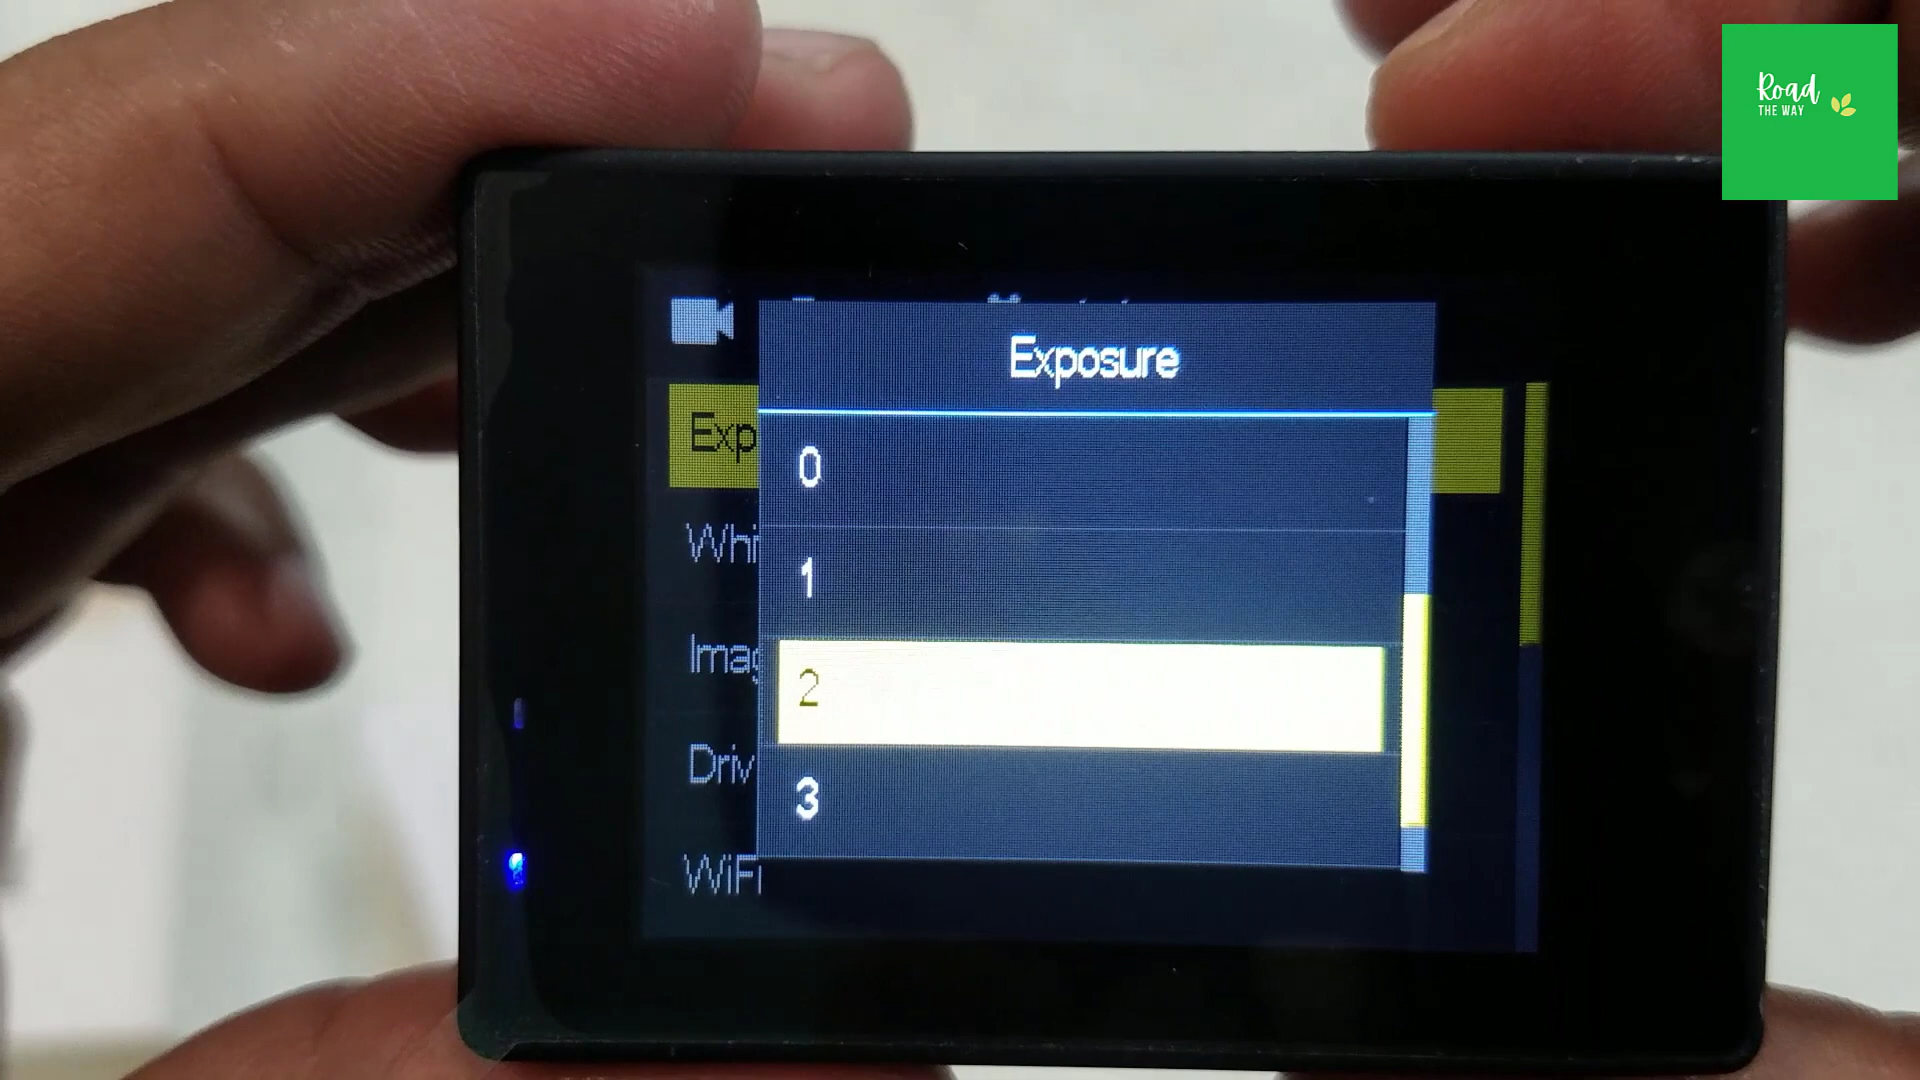 Road
THE WAY
Exposure
Exp
0
Whi
1
Imag
2
Driv
3
WiFi